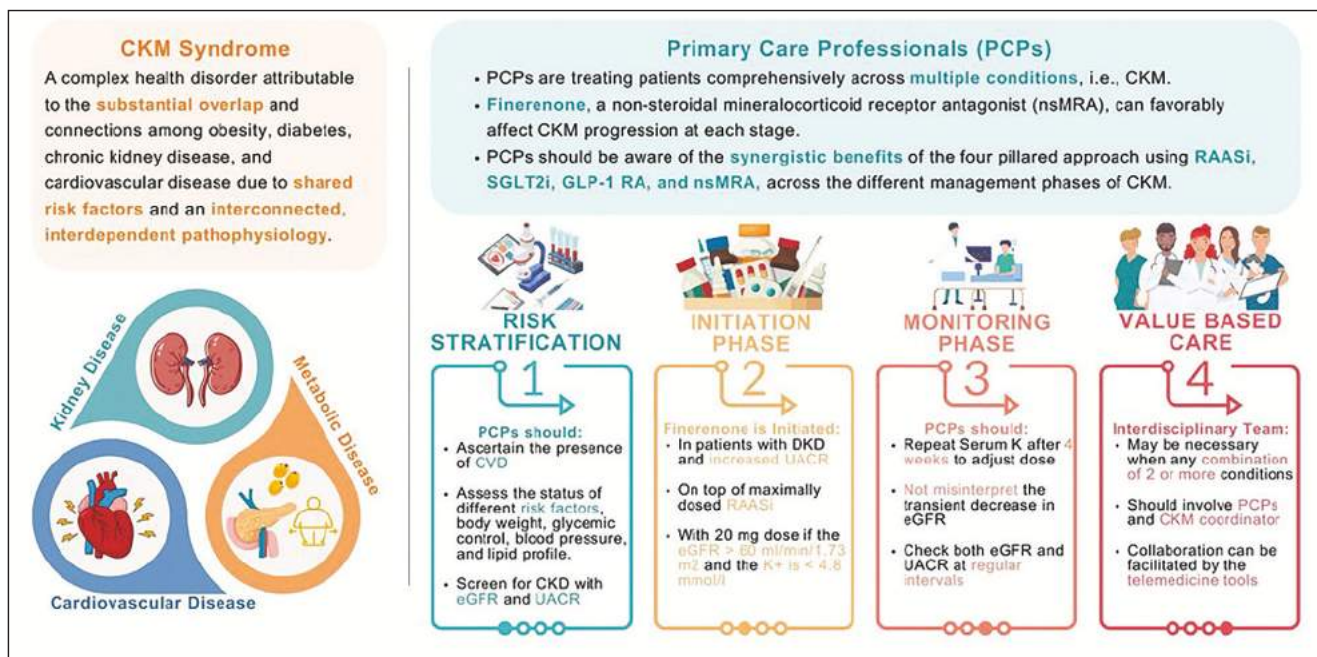 CKM Syndrome
A complex health disorder attributable
to the substantial overlap and
connections among obesity, diabetes,
chronic kidney disease, and
cardiovascular disease due to shared
risk factors and an interconnected,
interdependent pathophysiology.
Kidney Disease
Metabolic Disease
Cardiovascular Disease
Primary Care Professionals (PCPs)
• PCPs are treating patients comprehensively across multiple conditions, i.e., CKM.
• Finerenone, a non-steroidal mineralocorticoid receptor antagonist (nsMRA), can favorably
affect CKM progression at each stage.
• PCPs should be aware of the synergistic benefits of the four pillared approach using RAASi,
SGLT2i, GLP-1 RA, and nsMRA, across the different management phases of CKM.
RISK
STRATIFICATION
1
PCPs should:
• Ascertain the presence
of CVD
• Assess the status of
different risk factors,
body weight, glycemic
control, blood pressure,
and lipid profile.
• Screen for CKD with
eGFR and UACR
INITIATION
PHASE
2
Finerenone is Initiated:
• In patients with DKD
and increased UACR
• On top of maximally
dosed RAASi
• With 20 mg dose if the
eGFR > 60 ml/min/1.73
m2 and the K+ is < 4.8
mmol/l
MONITORING
PHASE
3
PCPs should:
• Repeat Serum K after 4
weeks to adjust dose
• Not misinterpret the
transient decrease in
eGFR
• Check both eGFR and
UACR at regular
intervals
VALUE BASED
CARE
4
Interdisciplinary Team:
• May be necessary
when any combination
of 2 or more conditions
• Should involve PCPs
and CKM coordinator
• Collaboration can be
facilitated by the
telemedicine tools